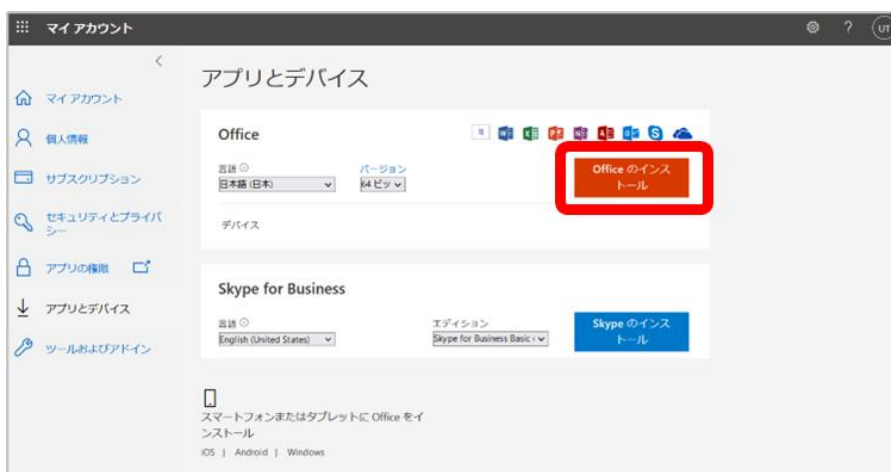 マイ アカウント
?
UT
マイ アカウント
個人情報
サブスクリプション
セキュリティとプライバ
シー
アプリの権限
アプリとデバイス
ツールおよびアドイン
アプリとデバイス
Office
言語
バージョン
日本語 (日本)
64 ビッ
Office のインス
トール
デバイス
Skype for Business
言語
エディション
English (United States)
Skype for Business Basic
Skype のインス
トール
スマートフォンまたはタブレットに Office をイ
ンストール
iOS | Android | Windows